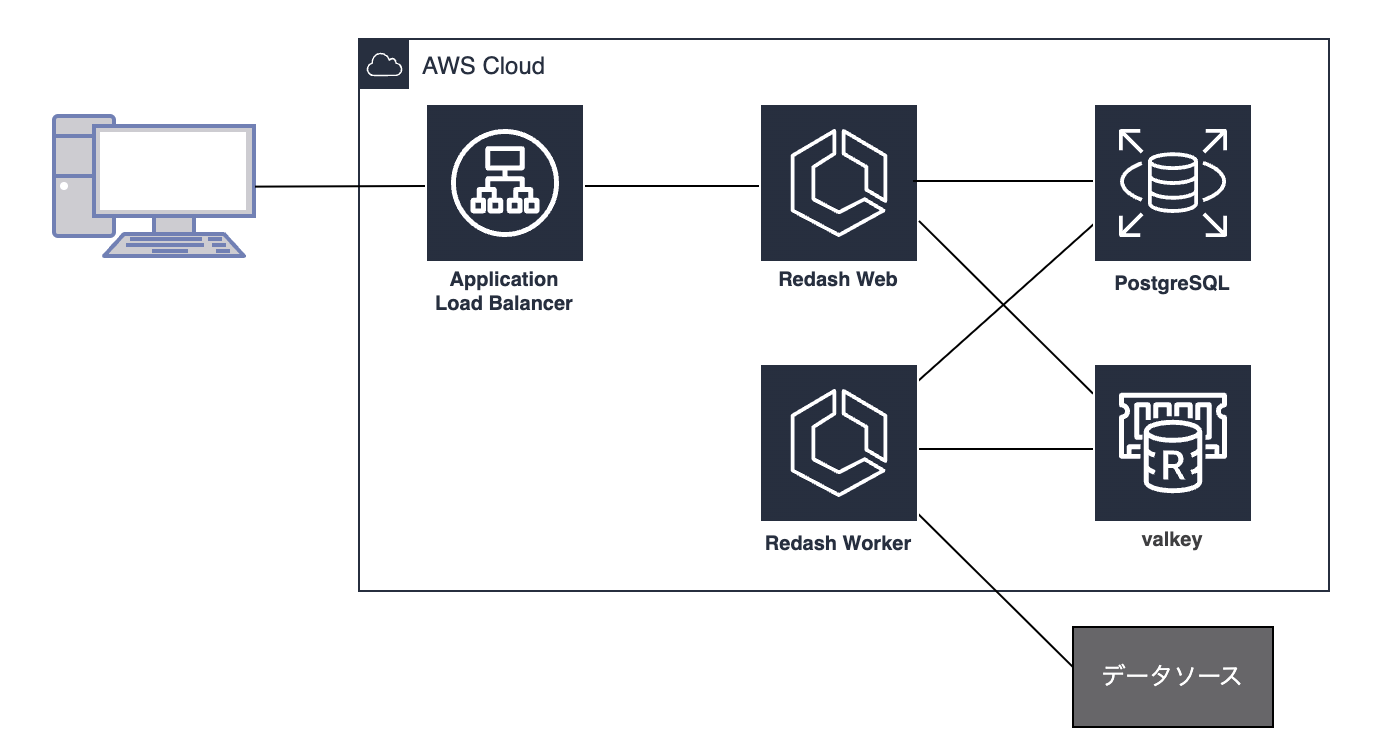 AWS Cloud
Application
Load Balancer
Redash Web
PostgreSQL
R
Redash Worker
valkey
データソース